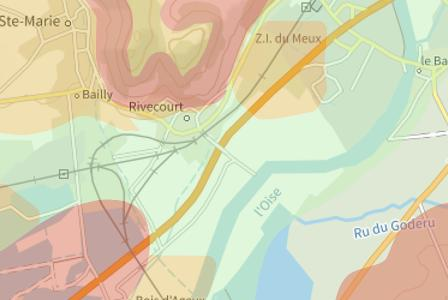 Ste-Marie
Z.I. du Meux
le Ba
Bailly
Rivecourt
l'Oise
Ru du Goderu
Bois d'Ageux